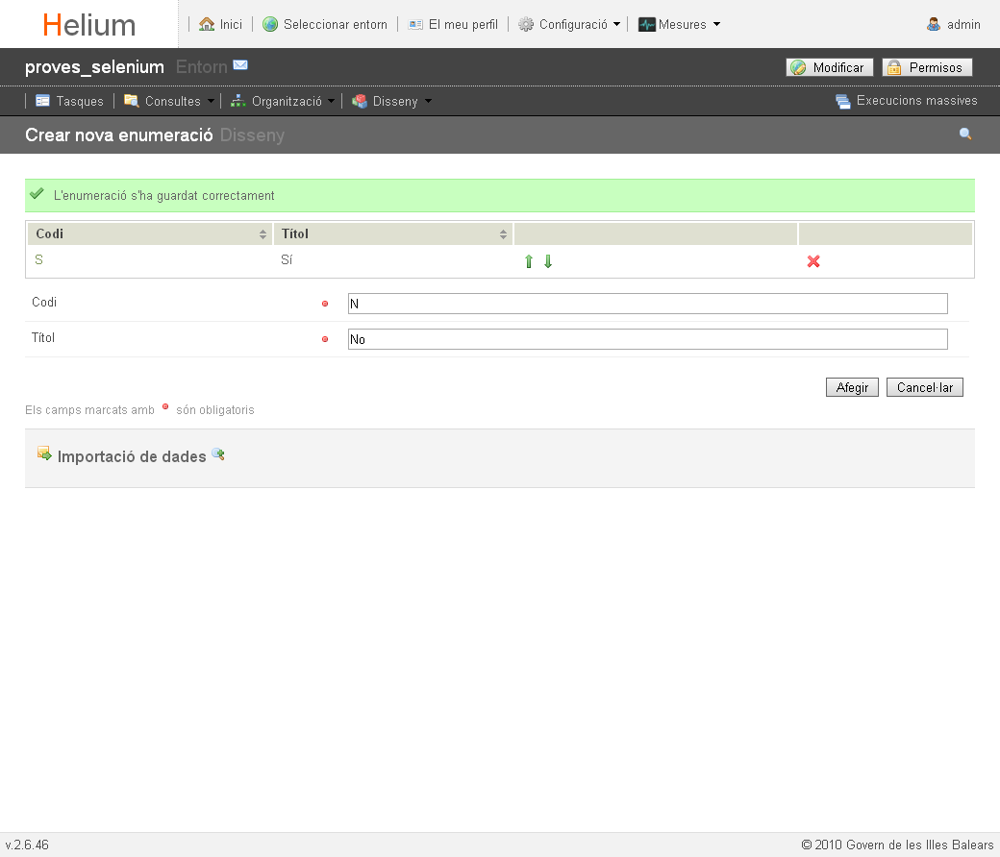 Helium Inici Seleccionar entorn El meu perfil Configuració Mesures admin
proves_selenium Entorn Modificar Permisos
Tasques Consultes Organització Disseny Execucions massives
Crear nova enumeració Disseny
L'enumeració s'ha guardat correctament
Codi Títol
S Sí
Codi N
Títol No
Afegir Cancel·lar
Els camps marcats amb són obligatoris
Importació de dades
v.2.6.46 © 2010 Govern de les Illes Balears